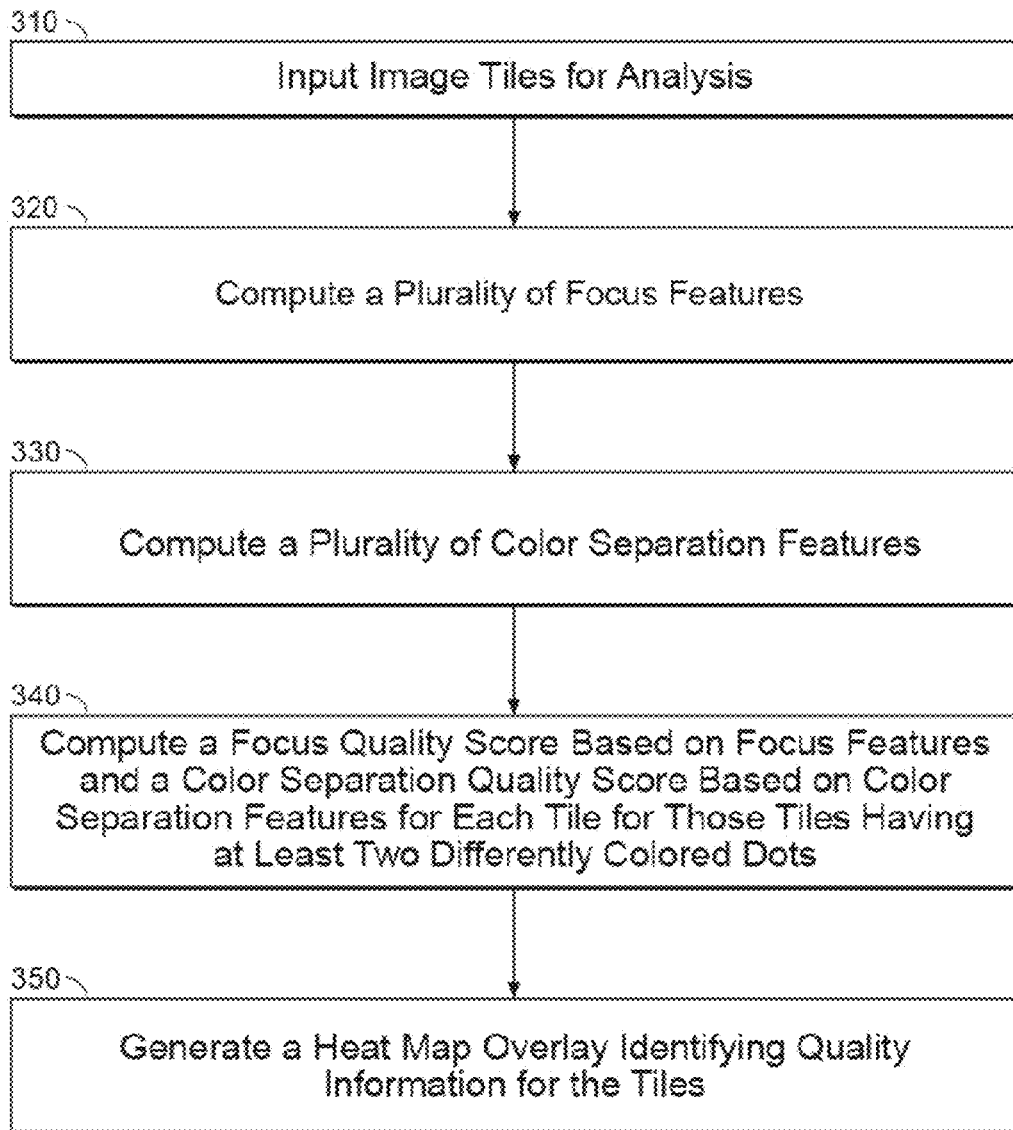 310
Input Image Tiles for Analysis
320
Compute a Plurality of Focus Features
330
Compute a Plurality of Color Separation Features
340
Compute a Focus Quality Score Based on Focus Features
and a Color Separation Quality Score Based on Color
Separation Features for Each Tile for Those Tiles Having
at Least Two Differently Colored Dots
350
Generate a Heat Map Overlay Identifying Quality
Information for the Tiles